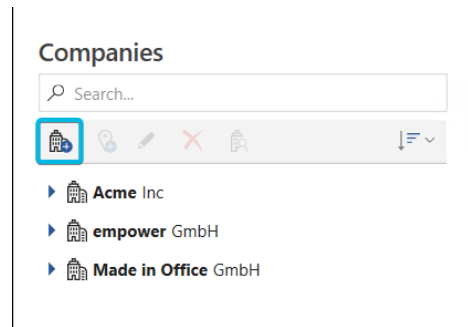 Companies
Search...
Acme Inc
empower GmbH
Made in Office GmbH